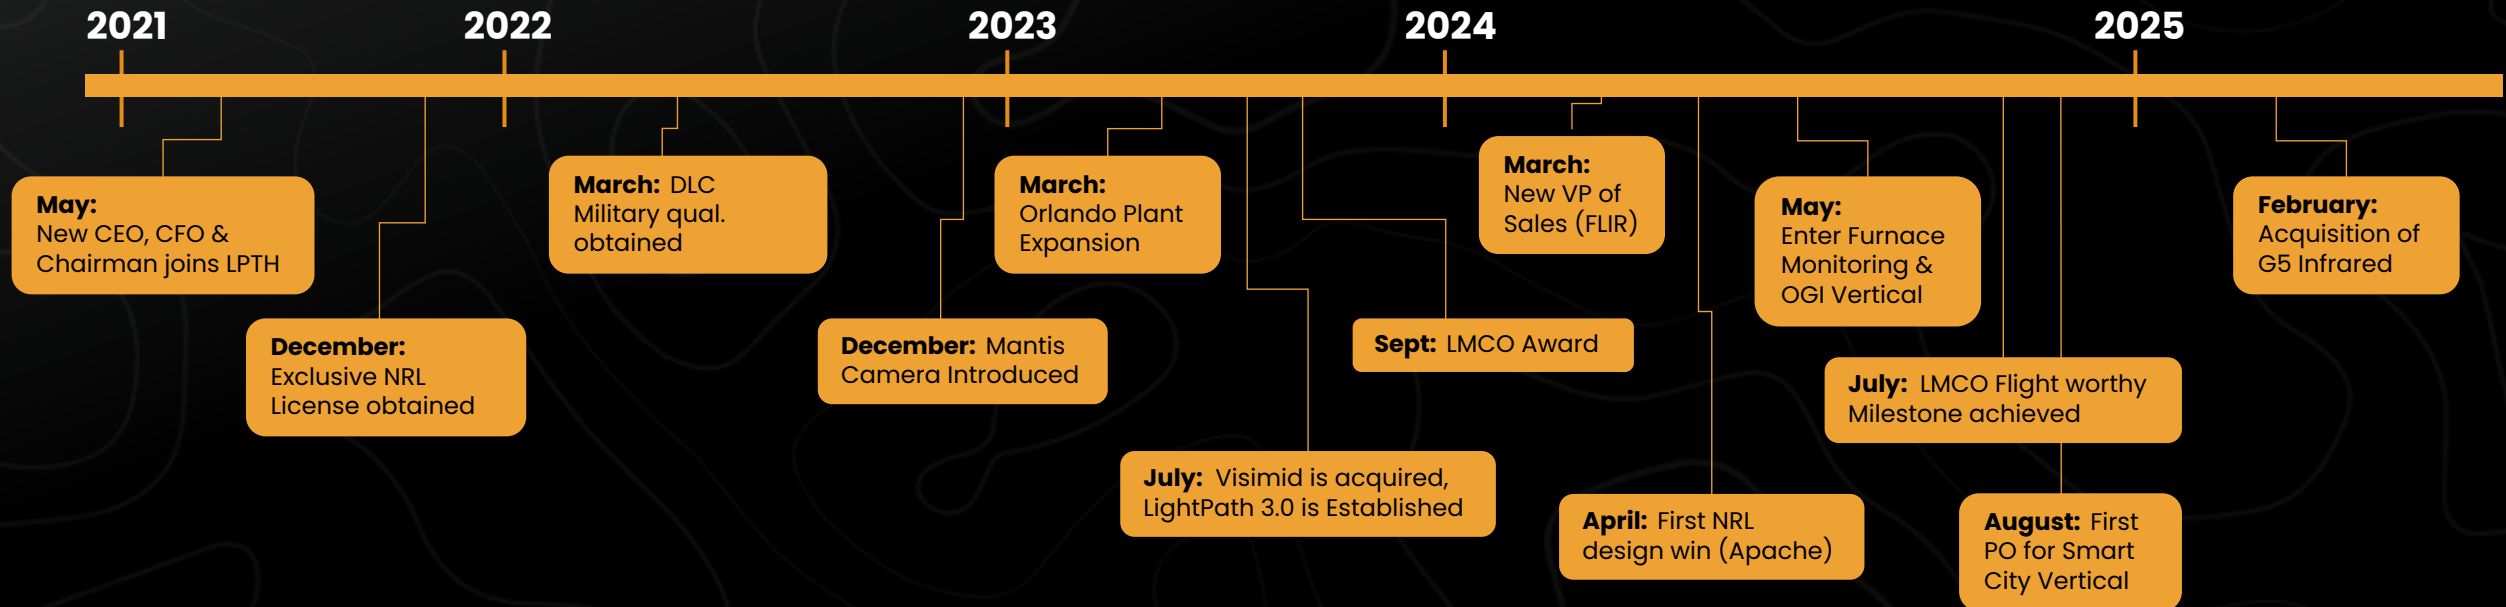 2021
2022
2023
2024
2025
May:
New CEO, CFO &
Chairman joins LPTH
December:
Exclusive NRL
License obtained
March: DLC
Military qual.
obtained
December: Mantis
Camera Introduced
March:
Orlando Plant
Expansion
July: Visimid is acquired,
LightPath 3.0 is Established
Sept: LMCO Award
March:
New VP of
Sales (FLIR)
April: First NRL
design win (Apache)
May:
Enter Furnace
Monitoring &
OGI Vertical
July: LMCO Flight worthy
Milestone achieved
August: First
PO for Smart
City Vertical
February:
Acquisition of
G5 Infrared